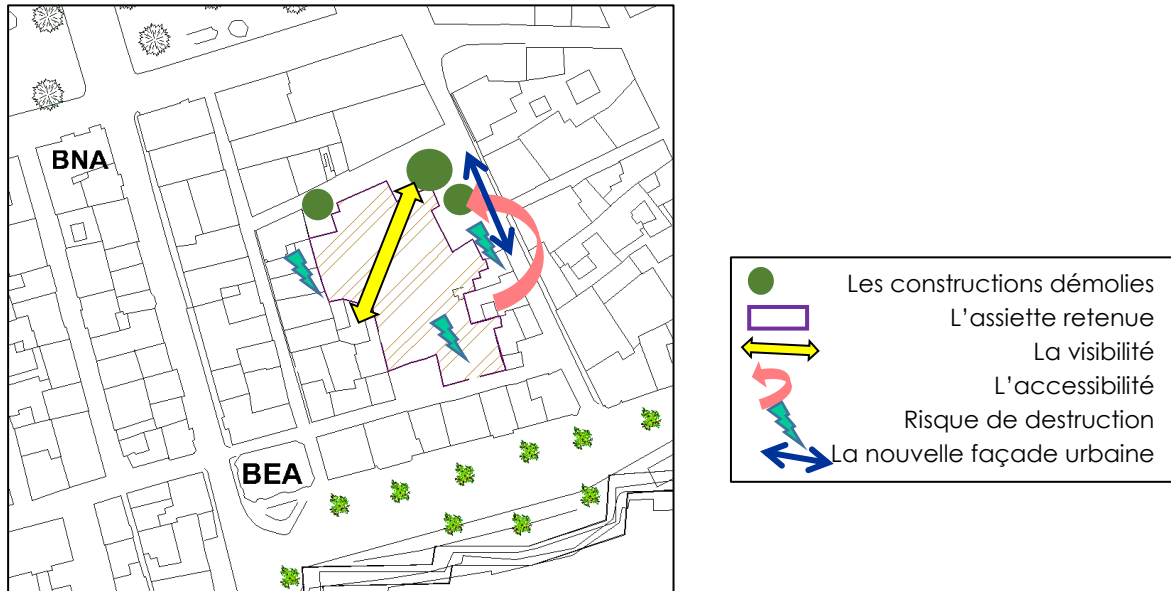 BNA
BEA
Les constructions démolies
L'assiette retenue
La visibilité
L'accessibilité
Risque de destruction
La nouvelle façade urbaine